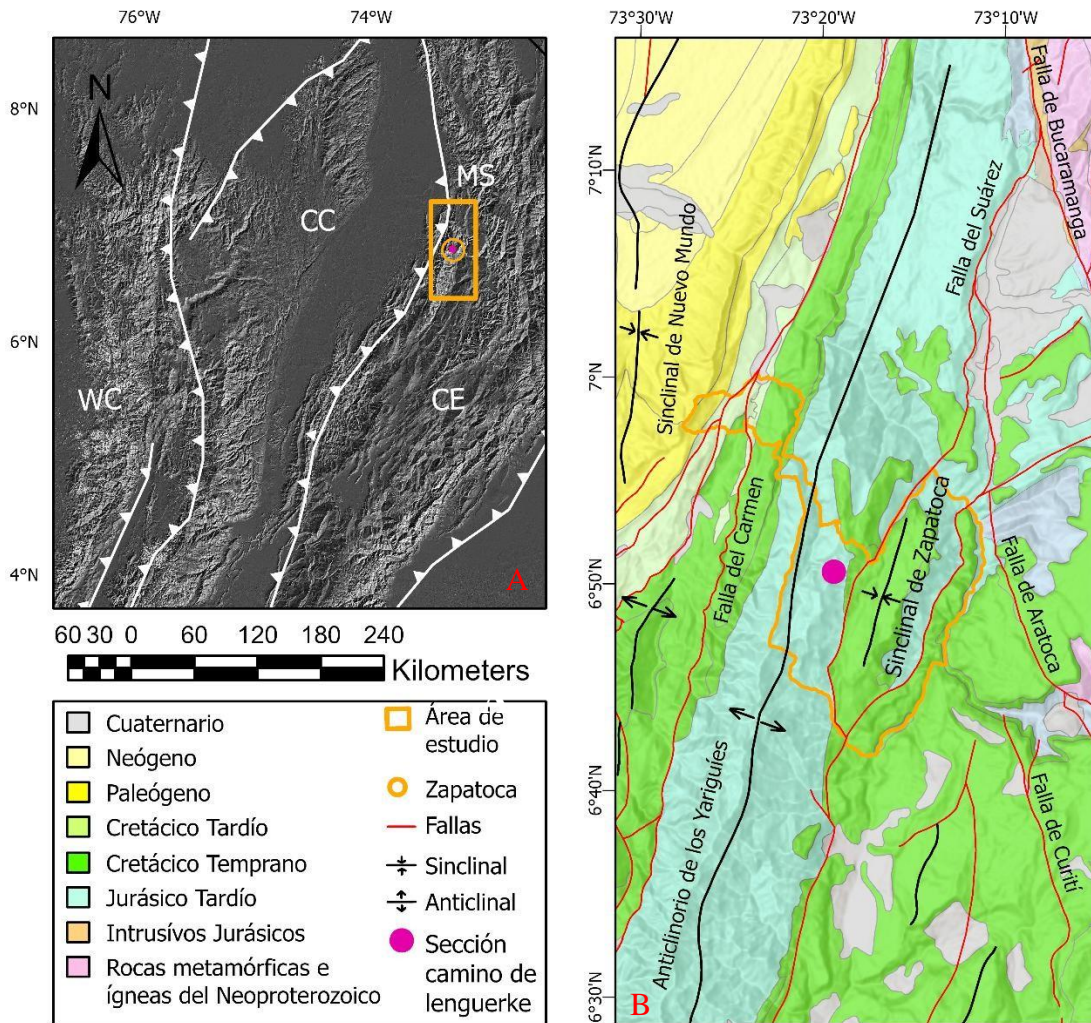 76°W
74°W
8°N
6°N
4°N
N
MS
CC
WC
CE
A
60 30 0 60 120 180 240
Kilometers
Cuaternario
Neógeno
Paleógeno
Cretácico Tardío
Cretácico Temprano
Jurásico Tardío
Intrusívos Jurásicos
Rocas metamórficas e
ígneas del Neoproterozoico
Área de
estudio
Zapatoca
Fallas
Sinclinal
Anticlinal
Sección
camino de
lenguerke
73°30'W
73°20'W
73°10'W
7°10'N
7°N
6°50'N
6°40'N
6°30'N
Sinclinal de Nuevo Mundo
Falla de Bucaramanga
Falla del Suárez
Falla del Carmen
Sinclinal de Zapatoca
Falla de Aratoca
Anticlinorio de los Yariguíes
Falla de Curití
B